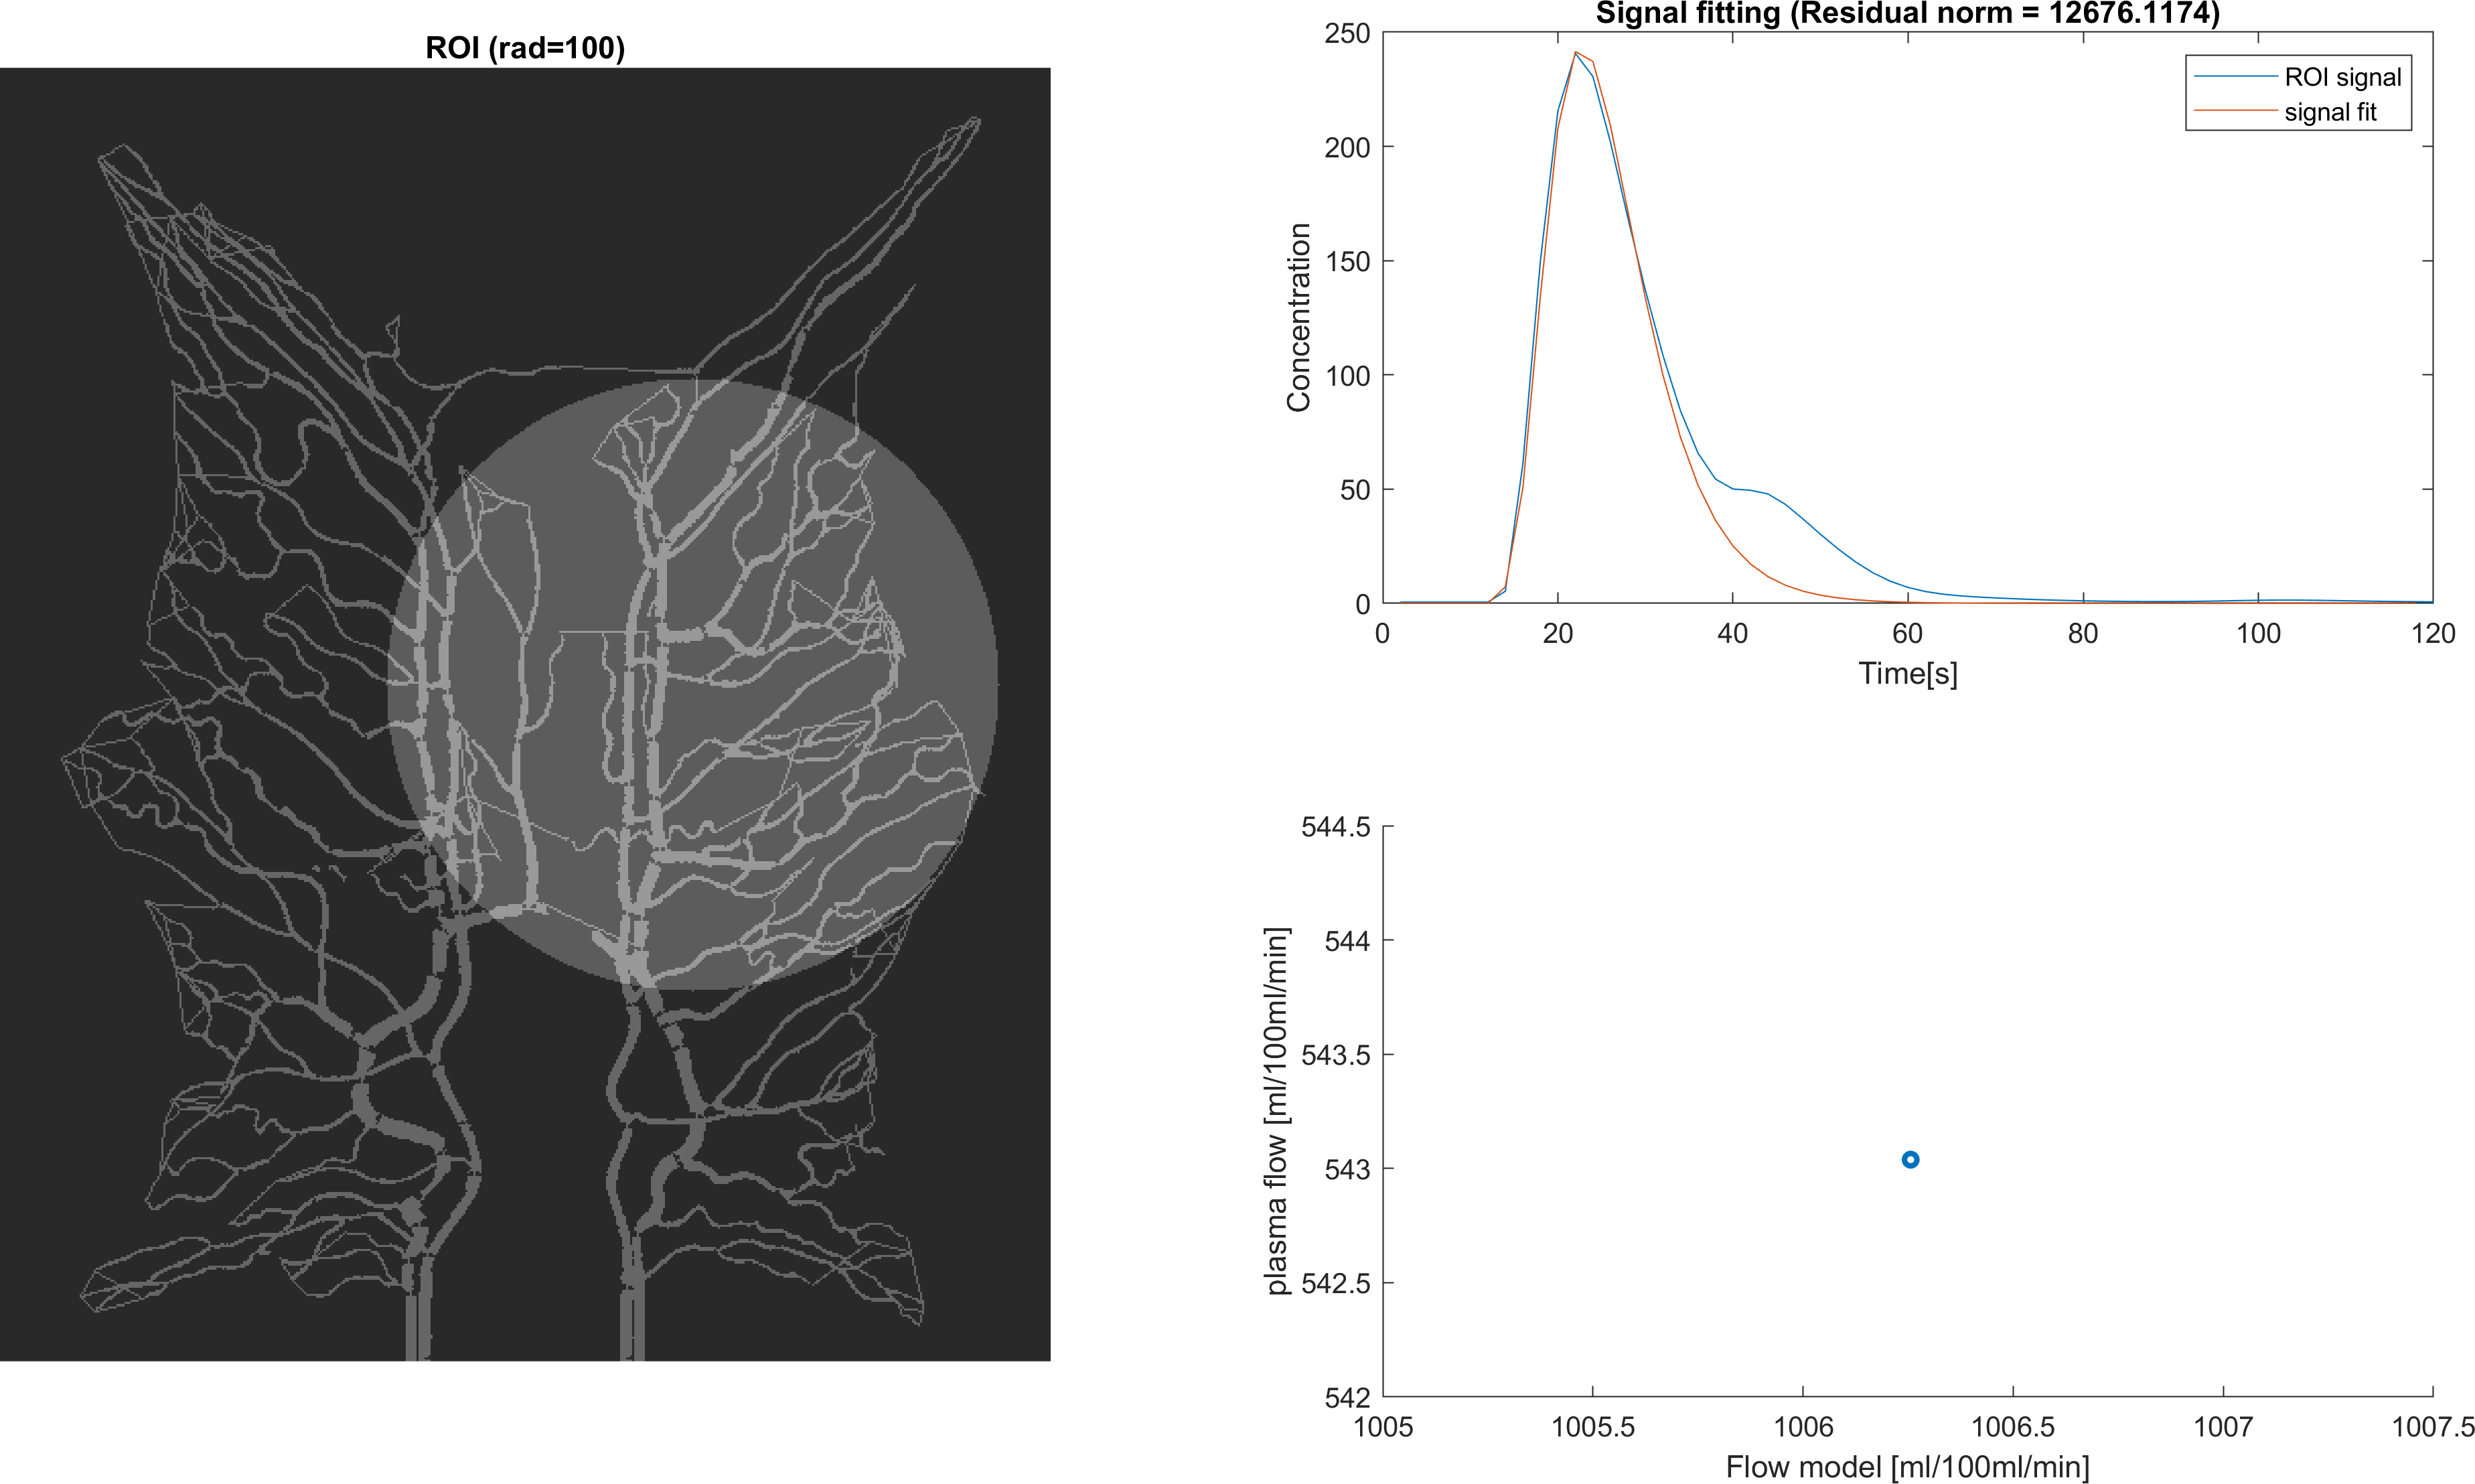 ROI (rad=100)
Signal fitting (Residual norm = 12676.1174)
250
200
150
100
50
0
Concentration
ROI signal
signal fit
0 20 40 60 80 100 120
Time[s]
544.5
544
543.5
543
542.5
542
plasma flow [ml/100ml/min]
1005 1005.5 1006 1006.5 1007 1007.5
Flow model [ml/100ml/min]